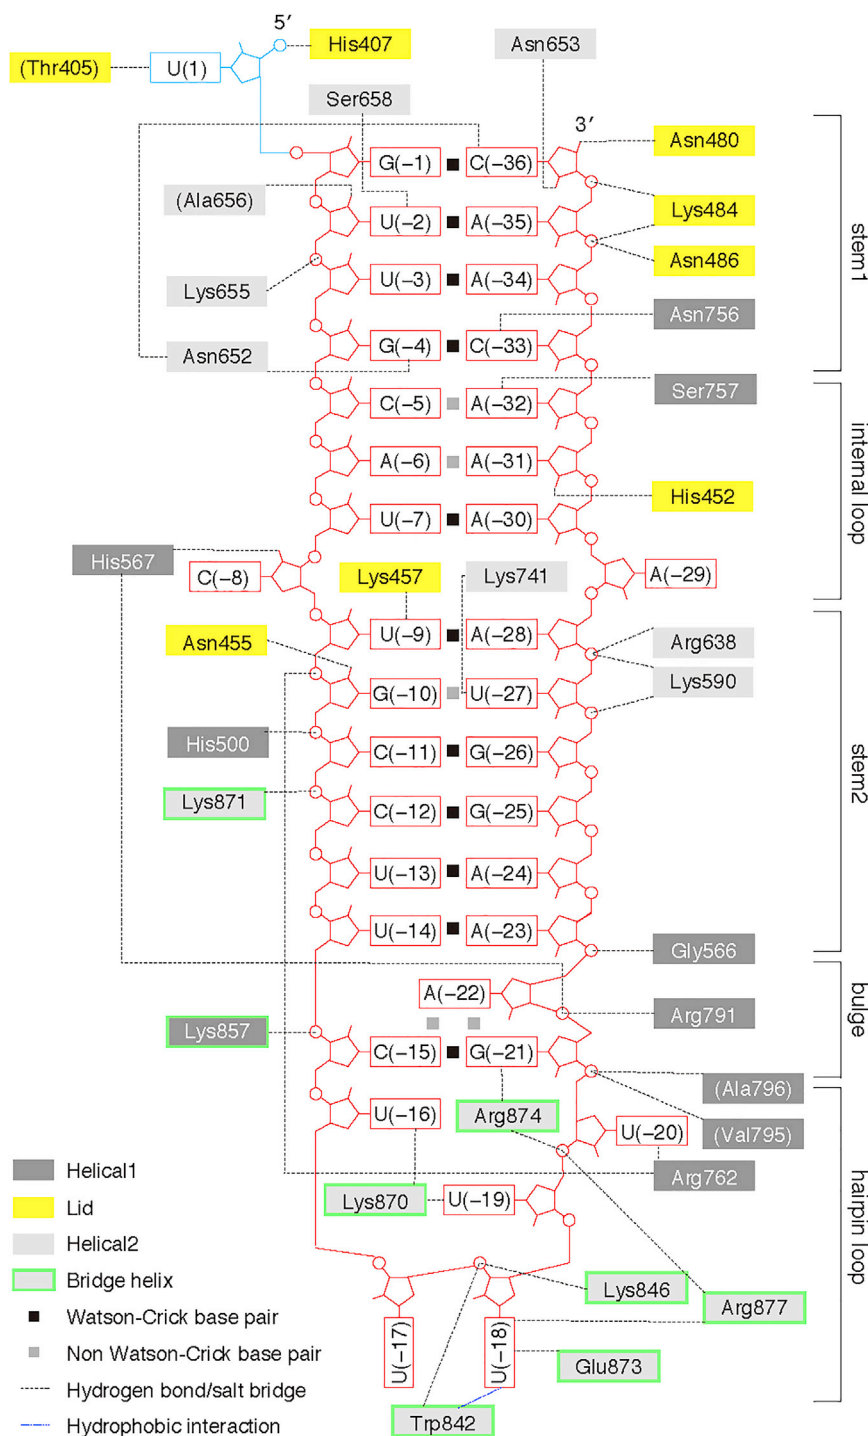 5′
His407
Asn653
(Thr405)
U(1)
Ser658
3′
Asn480
G(−1)
C(−36)
(Ala656)
Lys484
U(−2)
A(−35)
Asn486
stem1
Lys655
U(−3)
A(−34)
Asn756
Asn652
G(−4)
C(−33)
Ser757
C(−5)
A(−32)
A(−6)
A(−31)
internal loop
His452
U(−7)
A(−30)
His567
C(−8)
Lys457
Lys741
A(−29)
Asn455
U(−9)
A(−28)
Arg638
Lys590
G(−10)
U(−27)
His500
C(−11)
G(−26)
stem2
Lys871
C(−12)
G(−25)
U(−13)
A(−24)
U(−14)
A(−23)
Gly566
A(−22)
bulge
Arg791
Lys857
C(−15)
G(−21)
(Ala796)
U(−16)
Arg874
U(−20)
(Val795)
Arg762
Lys870
U(−19)
hairpin loop
Helical1
Lid
Helical2
Bridge helix
Watson-Crick base pair
Non Watson-Crick base pair
Hydrogen bond/salt bridge
Hydrophobic interaction
Lys846
Arg877
U(−17)
U(−18)
Glu873
Trp842